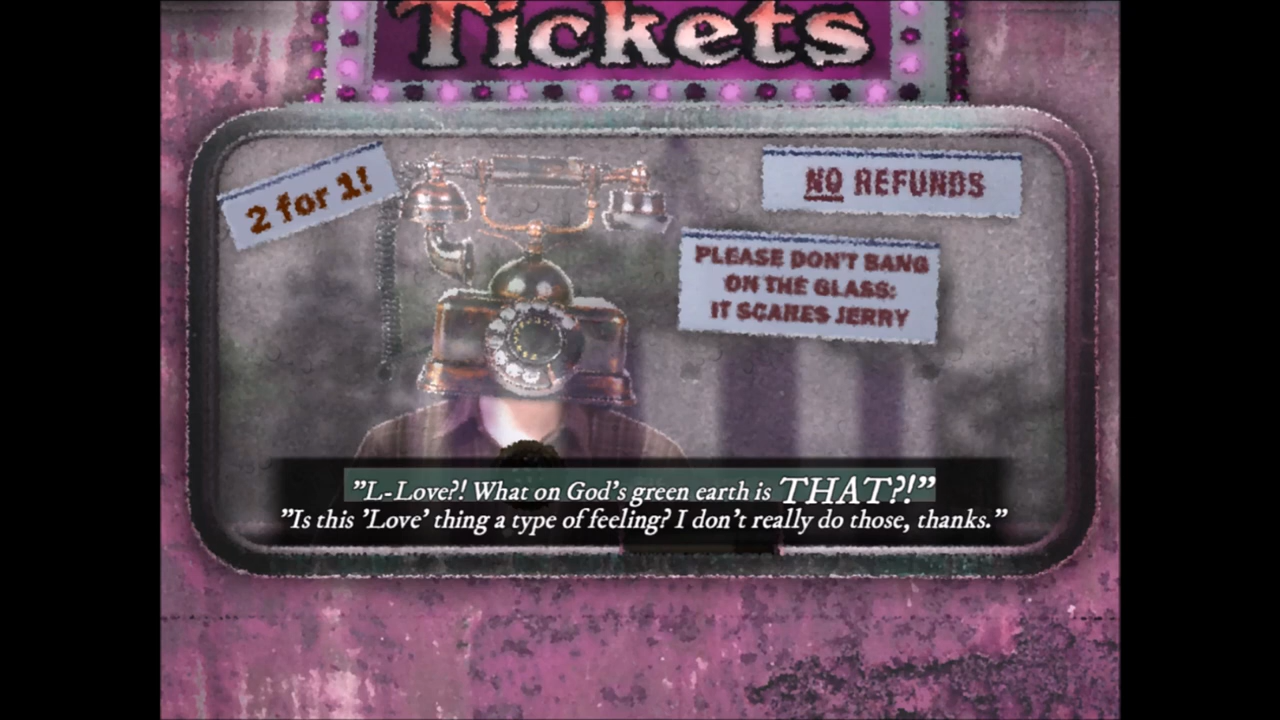 Tickets
2 for 1!
NO REFUNDS
PLEASE DON'T BANG
ON THE GLASS:
IT SCARES JERRY
"L-Love?! What on God's green earth is THAT?!"
"Is this 'Love' thing a type of feeling? I don't really do those, thanks."